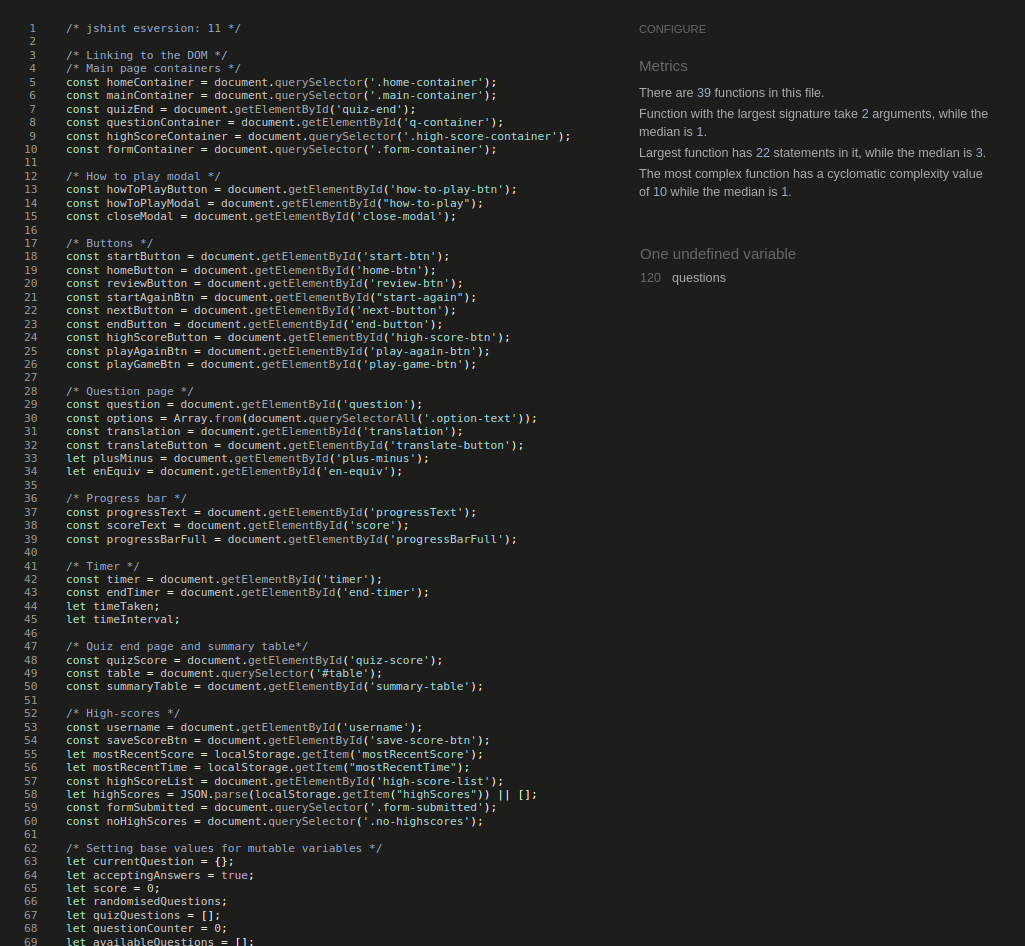 1 /* jshint esversion: 11 */
2
3 /* Linking to the DOM */
4 /* Main page containers */
5 const homeContainer = document.querySelector('.home-container');
6 const mainContainer = document.querySelector('.main-container');
7 const quizEnd = document.getElementById('quiz-end');
8 const questionContainer = document.getElementById('q-container');
9 const highScoreContainer = document.querySelector('.high-score-container');
10 const formContainer = document.querySelector('.form-container');
11
12 /* How to play modal */
13 const howToPlayButton = document.getElementById('how-to-play-btn');
14 const howToPlayModal = document.getElementById("how-to-play");
15 const closeModal = document.getElementById('close-modal');
16
17 /* Buttons */
18 const startButton = document.getElementById('start-btn');
19 const homeButton = document.getElementById('home-btn');
20 const reviewButton = document.getElementById('review-btn');
21 const startAgainBtn = document.getElementById("start-again");
22 const nextButton = document.getElementById('next-button');
23 const endButton = document.getElementById('end-button');
24 const highScoreButton = document.getElementById('high-score-btn');
25 const playAgainBtn = document.getElementById('play-again-btn');
26 const playGameBtn = document.getElementById('play-game-btn');
27
28 /* Question page */
29 const question = document.getElementById('question');
30 const options = Array.from(document.querySelectorAll('.option-text'));
31 const translation = document.getElementById('translation');
32 const translateButton = document.getElementById('translate-button');
33 let plusMinus = document.getElementById('plus-minus');
34 let enEquiv = document.getElementById('en-equiv');
35
36 /* Progress bar */
37 const progressText = document.getElementById('progressText');
38 const scoreText = document.getElementById('score');
39 const progressBarFull = document.getElementById('progressBarFull');
40
41 /* Timer */
42 const timer = document.getElementById('timer');
43 const endTimer = document.getElementById('end-timer');
44 let timeTaken;
45 let timeInterval;
46
47 /* Quiz end page and summary table*/
48 const quizScore = document.getElementById('quiz-score');
49 const table = document.querySelector('#table');
50 const summaryTable = document.getElementById('summary-table');
51
52 /* High-scores */
53 const username = document.getElementById('username');
54 const saveScoreBtn = document.getElementById('save-score-btn');
55 let mostRecentScore = localStorage.getItem('mostRecentScore');
56 let mostRecentTime = localStorage.getItem("mostRecentTime");
57 const highScoreList = document.getElementById('high-score-list');
58 let highScores = JSON.parse(localStorage.getItem("highScores")) || [];
59 const formSubmitted = document.querySelector('.form-submitted');
60 const noHighScores = document.querySelector('.no-highscores');
61
62 /* Setting base values for mutable variables */
63 let currentQuestion = {};
64 let acceptingAnswers = true;
65 let score = 0;
66 let randomisedQuestions;
67 let quizQuestions = [];
68 let questionCounter = 0;
69 let availableQuestions = [];
CONFIGURE
Metrics
There are 39 functions in this file.
Function with the largest signature take 2 arguments, while the
median is 1.
Largest function has 22 statements in it, while the median is 3.
The most complex function has a cyclomatic complexity value
of 10 while the median is 1.
One undefined variable
120 questions